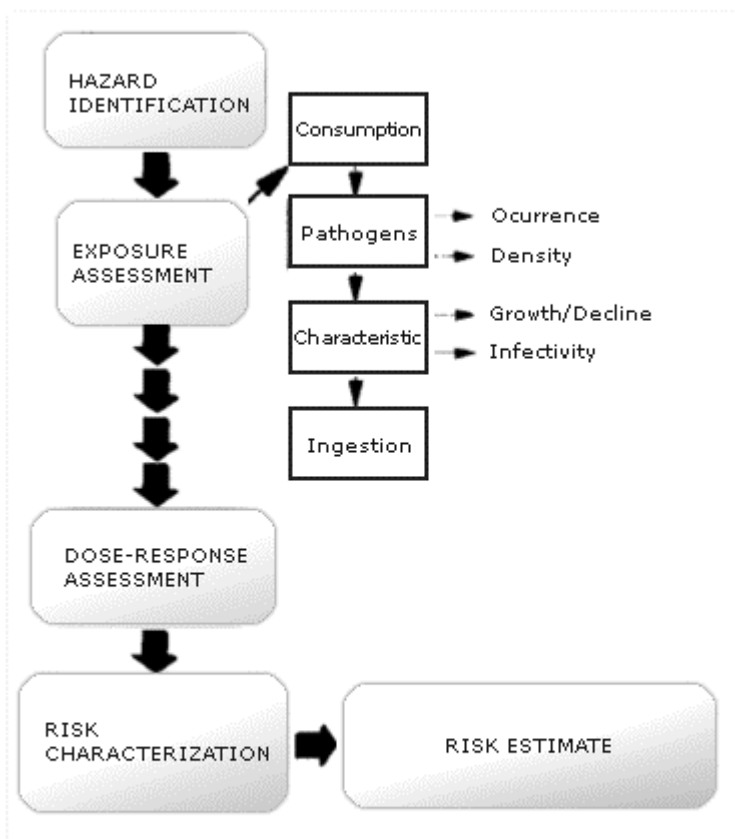 HAZARD
IDENTIFICATION
Consumption
EXPOSURE
ASSESSMENT
Pathogens
Ocurrence
Density
Characteristic
Growth/Decline
Infectivity
Ingestion
DOSE-RESPONSE
ASSESSMENT
RISK
CHARACTERIZATION
RISK ESTIMATE